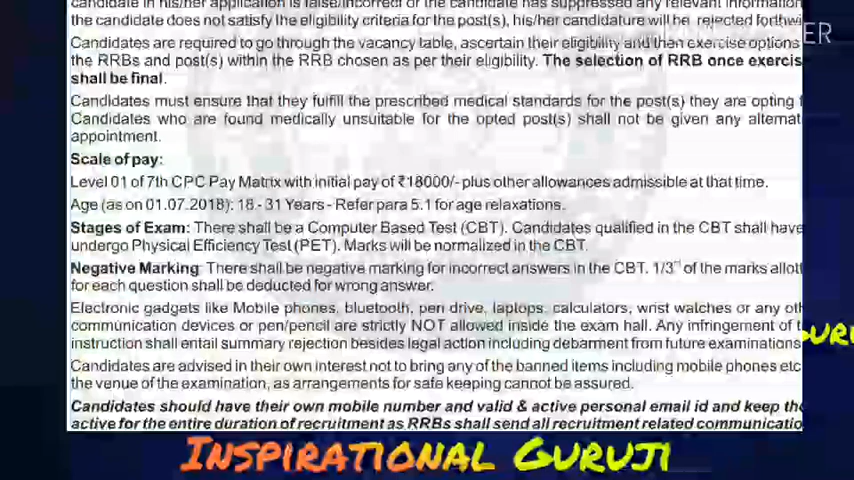 candidate in his/her application is false/incorrect or the candidate has suppressed any relevant information
the candidate does not satisfy the eligibility criteria for the post(s), his/her candidature will be rejected forthwi
Candidates are required to go through the vacancy table, ascertain their eligibility and then exercise options
the RRBs and post(s) within the RRB chosen as per their eligibility. The selection of RRB once exercis
shall be final.
Candidates must ensure that they fulfill the prescribed medical standards for the post(s) they are opting f
Candidates who are found medically unsuitable for the opted post(s) shall not be given any alternat
appointment.
Scale of pay:
Level 01 of 7th CPC Pay Matrix with initial pay of ₹18000/- plus other allowances admissible at that time.
Age (as on 01.07.2018): 18 - 31 Years - Refer para 5.1 for age relaxations.
Stages of Exam: There shall be a Computer Based Test (CBT). Candidates qualified in the CBT shall have
undergo Physical Efficiency Test (PET). Marks will be normalized in the CBT.
Negative Marking: There shall be negative marking for incorrect answers in the CBT. 1/3rd of the marks allott
for each question shall be deducted for wrong answer.
Electronic gadgets like Mobile phones, bluetooth, pen drive, laptops, calculators, wrist watches or any oth
communication devices or pen/pencil are strictly NOT allowed inside the exam hall. Any infringement of t
instruction shall entail summary rejection besides legal action including debarment from future examinations
Candidates are advised in their own interest not to bring any of the banned items including mobile phones etc
the venue of the examination, as arrangements for safe keeping cannot be assured.
Candidates should have their own mobile number and valid & active personal email id and keep the
active for the entire duration of recruitment as RRBs shall send all recruitment related communicatio
INSPIRATIONAL GURUJI